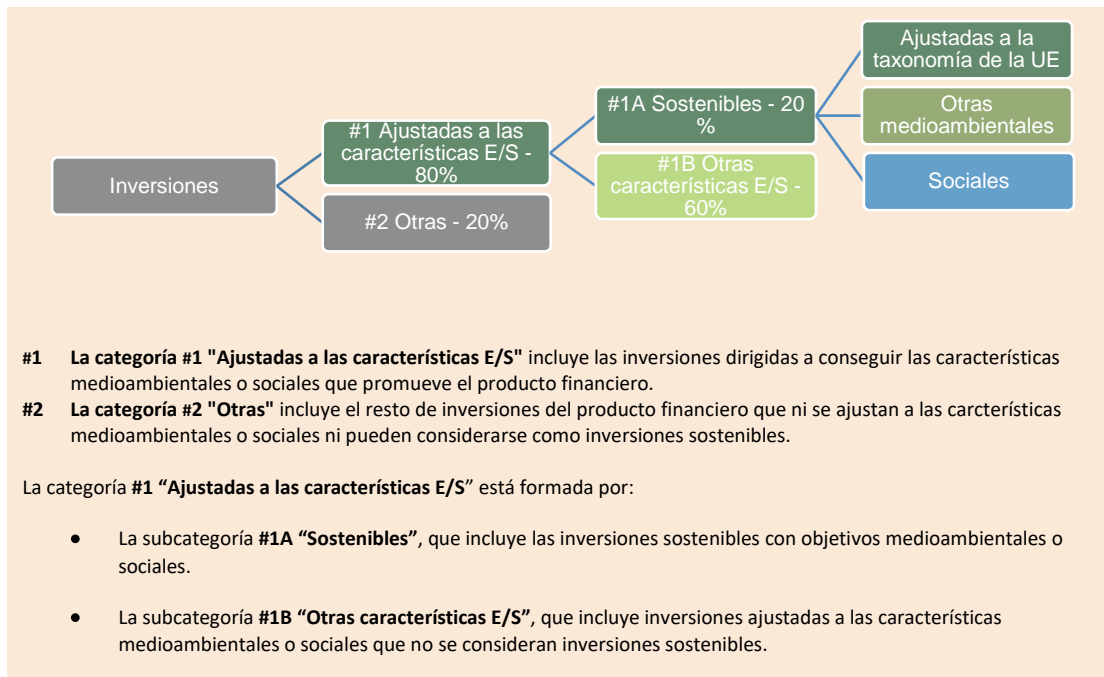 Inversiones
#1 Ajustadas a las
características E/S -
80%
#2 Otras - 20%
#1A Sostenibles - 20
%
#1B Otras
características E/S -
60%
Ajustadas a la
taxonomía de la UE
Otras
medioambientales
Sociales
#1 La categoría #1 "Ajustadas a las características E/S" incluye las inversiones dirigidas a conseguir las características
medioambientales o sociales que promueve el producto financiero.
#2 La categoría #2 "Otras" incluye el resto de inversiones del producto financiero que ni se ajustan a las carcterísticas
medioambientales o sociales ni pueden considerarse como inversiones sostenibles.
La categoría #1 “Ajustadas a las características E/S” está formada por:
• La subcategoría #1A “Sostenibles”, que incluye las inversiones sostenibles con objetivos medioambientales o
sociales.
• La subcategoría #1B “Otras características E/S”, que incluye inversiones ajustadas a las características
medioambientales o sociales que no se consideran inversiones sostenibles.